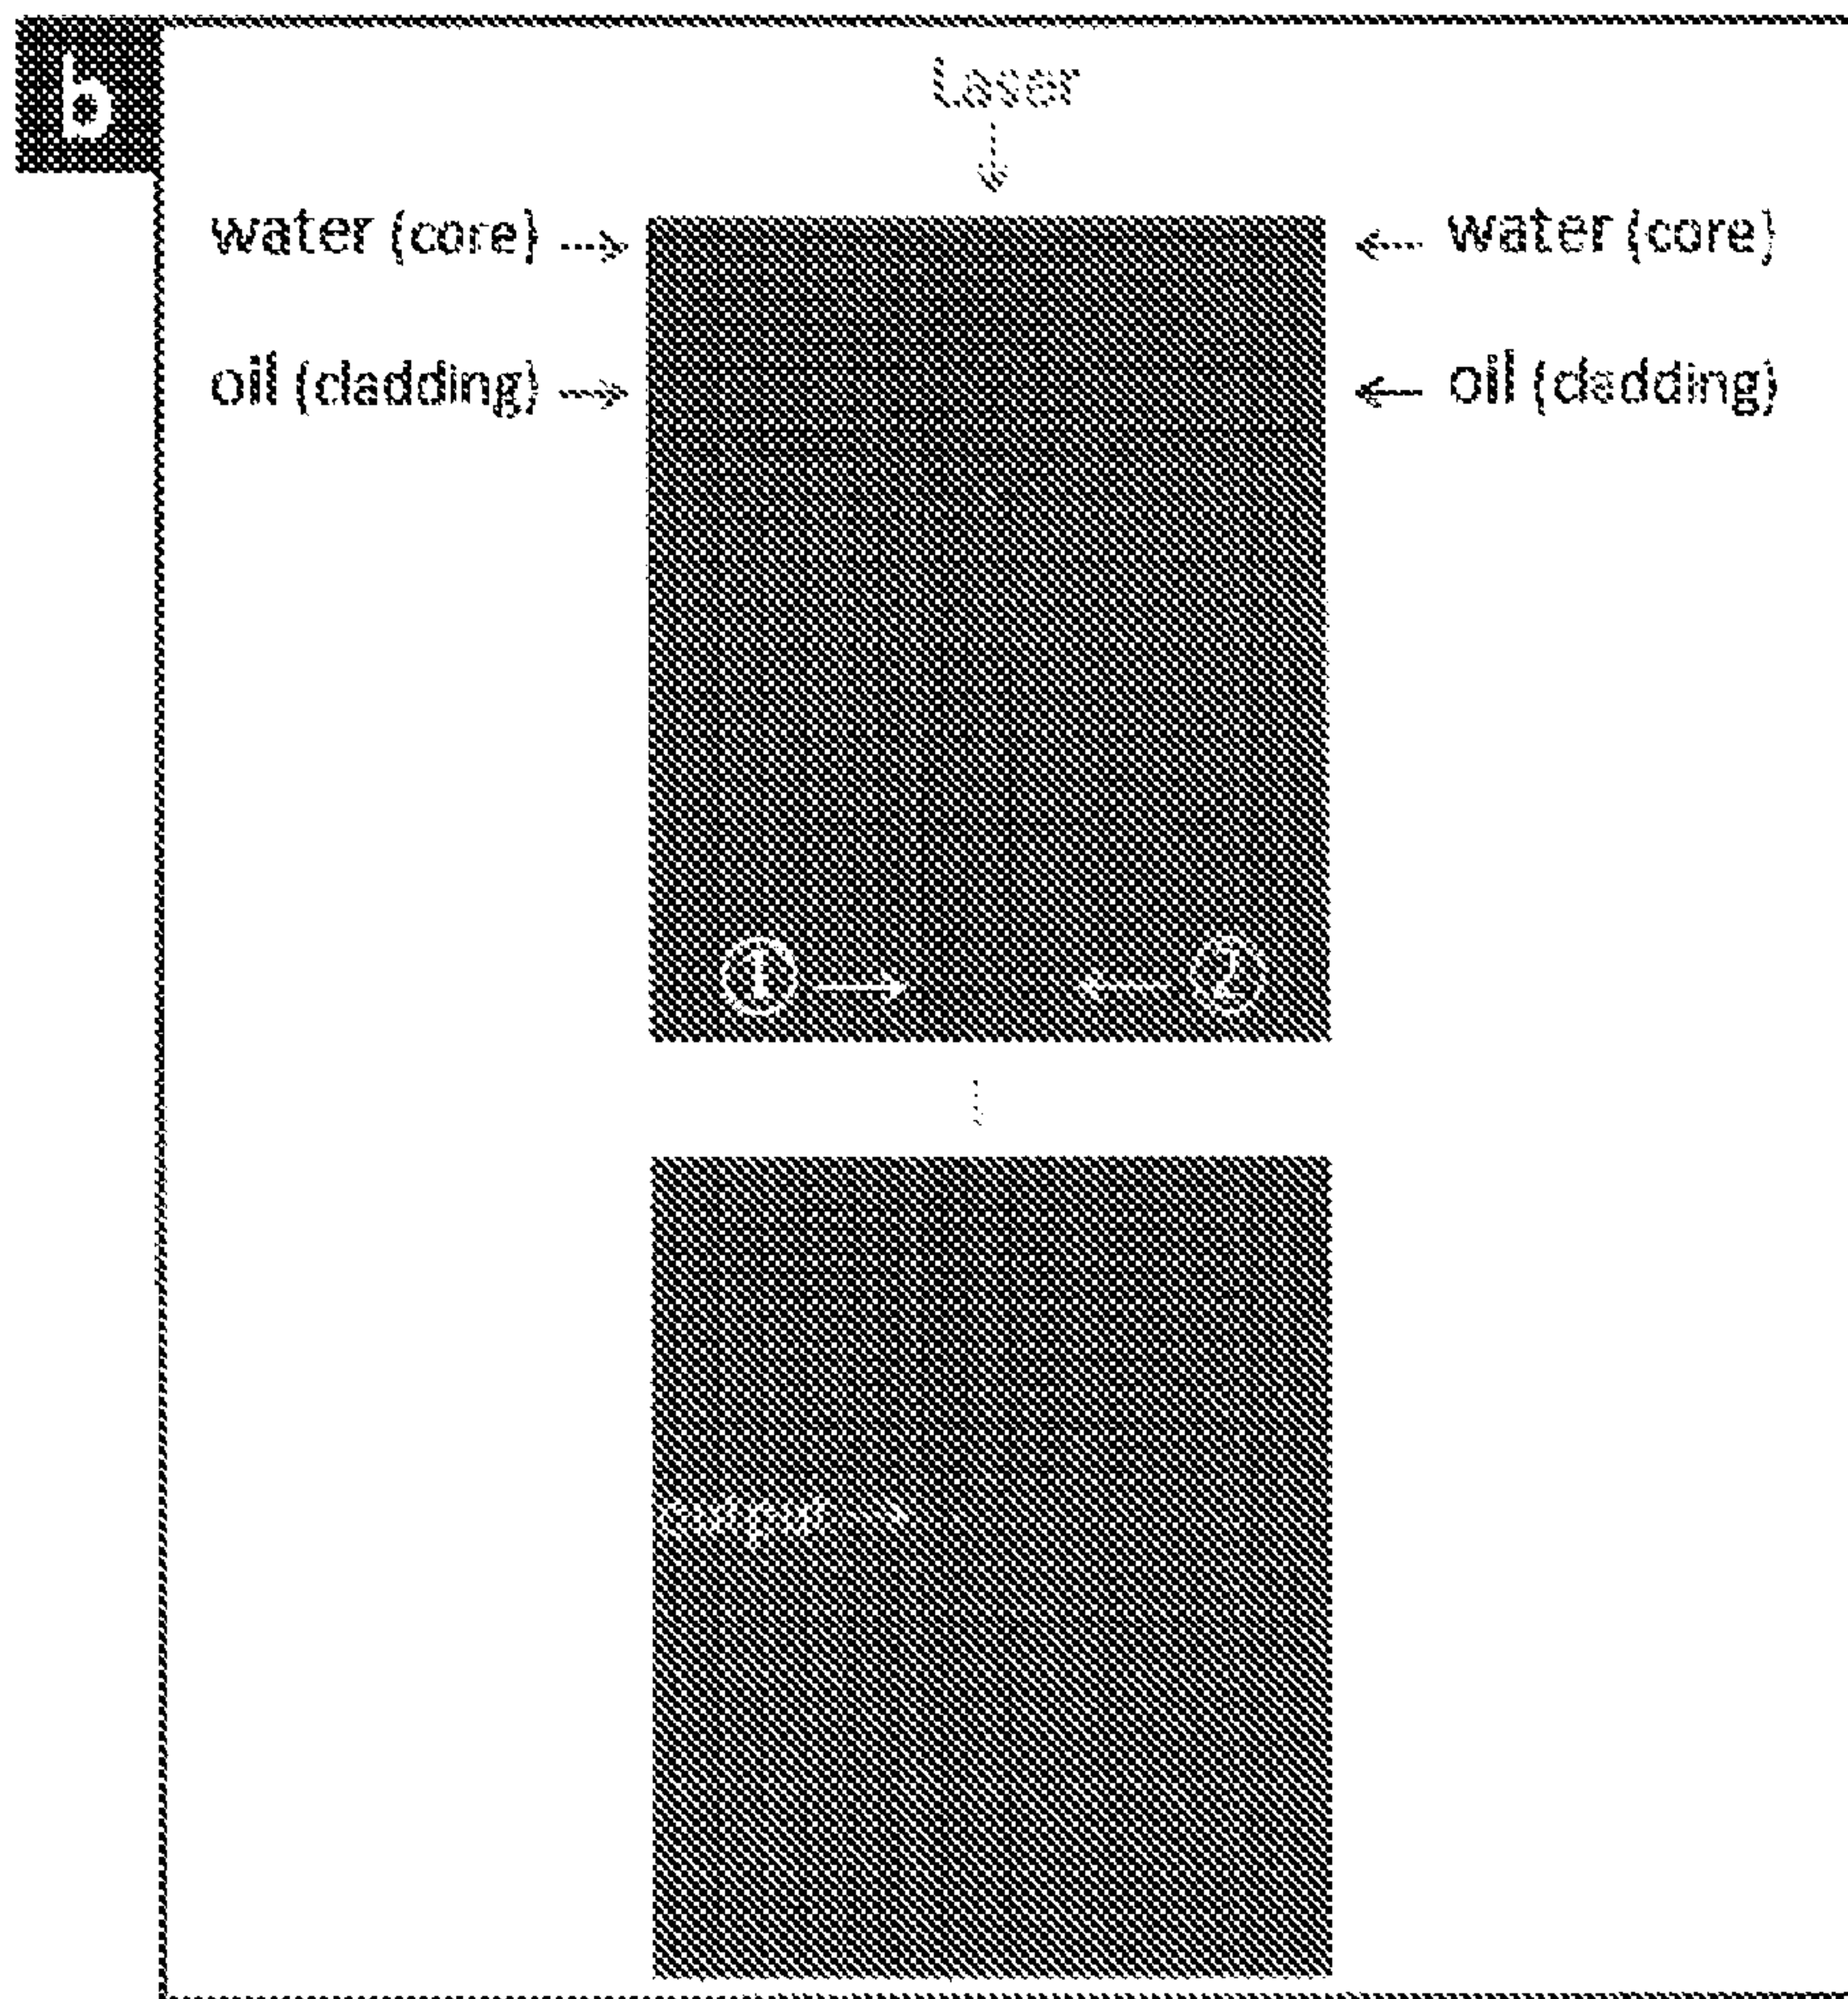 b
Laser
water (core) water (core)
oil (cladding) oil (cladding)
① ②